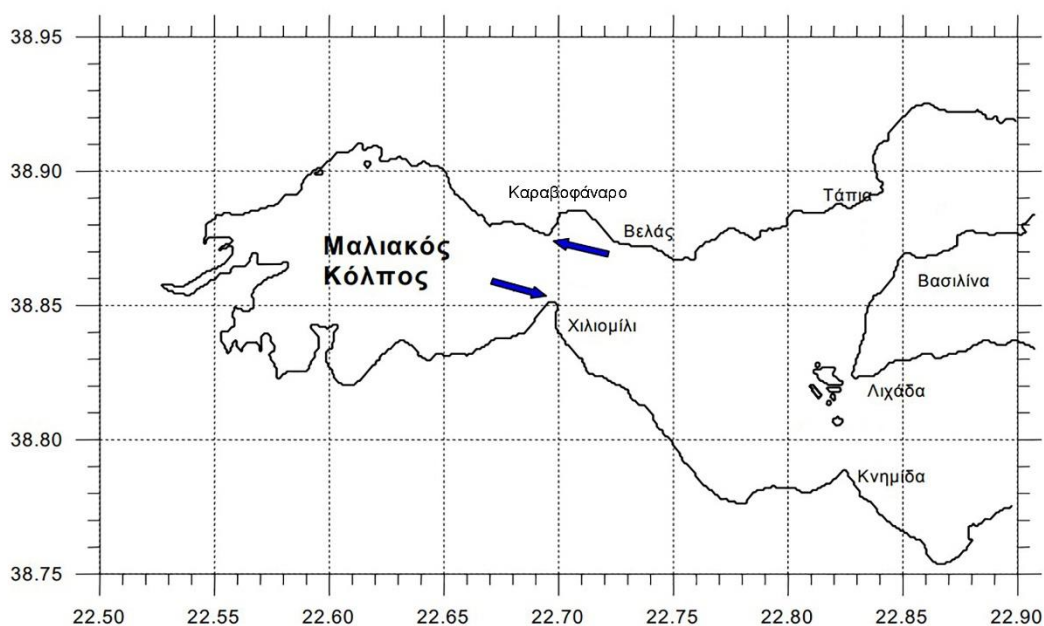 38.95
38.90
38.85
38.80
38.75
Καραβοφάναρο
Τάπια
Βελάς
Μαλιακός
Κόλπος
Βασιλίνα
Χιλιομίλι
Λιχάδα
Κνημίδα
22.50 22.55 22.60 22.65 22.70 22.75 22.80 22.85 22.90